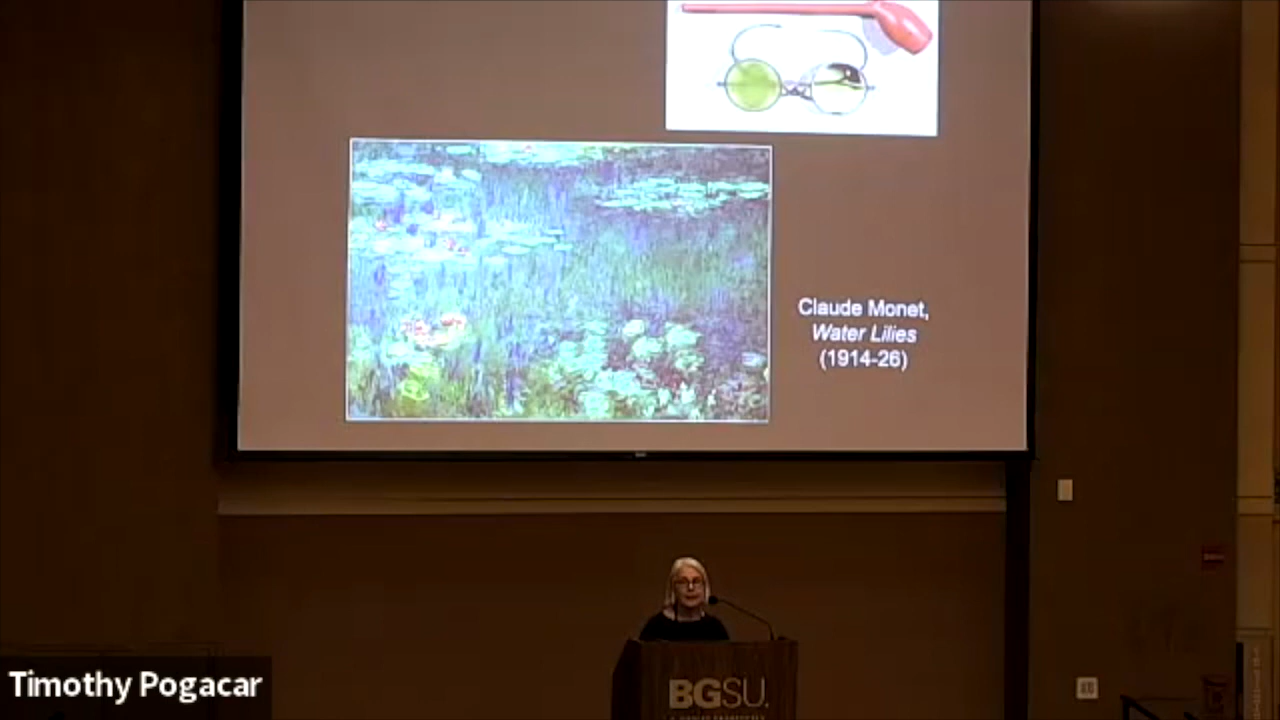 Claude Monet,
Water Lilies
(1914-26)
Timothy Pogacar
BGSU.